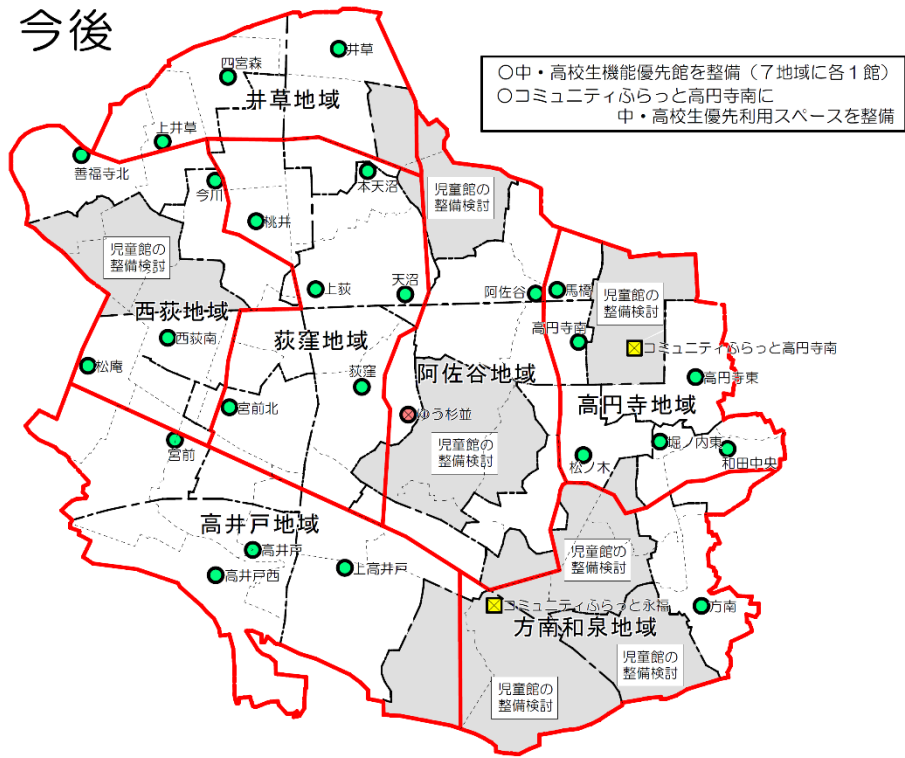 今後
○中・高校生機能優先館を整備（７地域に各１館）
○コミュニティふらっと高円寺南に
中・高校生優先利用スペースを整備
井草
四宮森
井草地域
上井草
善福寺北
今川
本天沼
桃井
児童館の
整備検討
児童館の
整備検討
上荻
天沼
阿佐谷
馬橋
児童館の
整備検討
西荻地域
西荻南
荻窪地域
高円寺南
コミュニティふらっと高円寺南
松庵
荻窪
阿佐谷地域
高円寺東
宮前北
ゆう杉並
高円寺地域
宮前
児童館の
整備検討
松ノ木
堀ノ内東
和田中央
高井戸地域
高井戸
高井戸西
上高井戸
児童館の
整備検討
コミュニティふらっと永福
方南
方南和泉地域
児童館の
整備検討
児童館の
整備検討